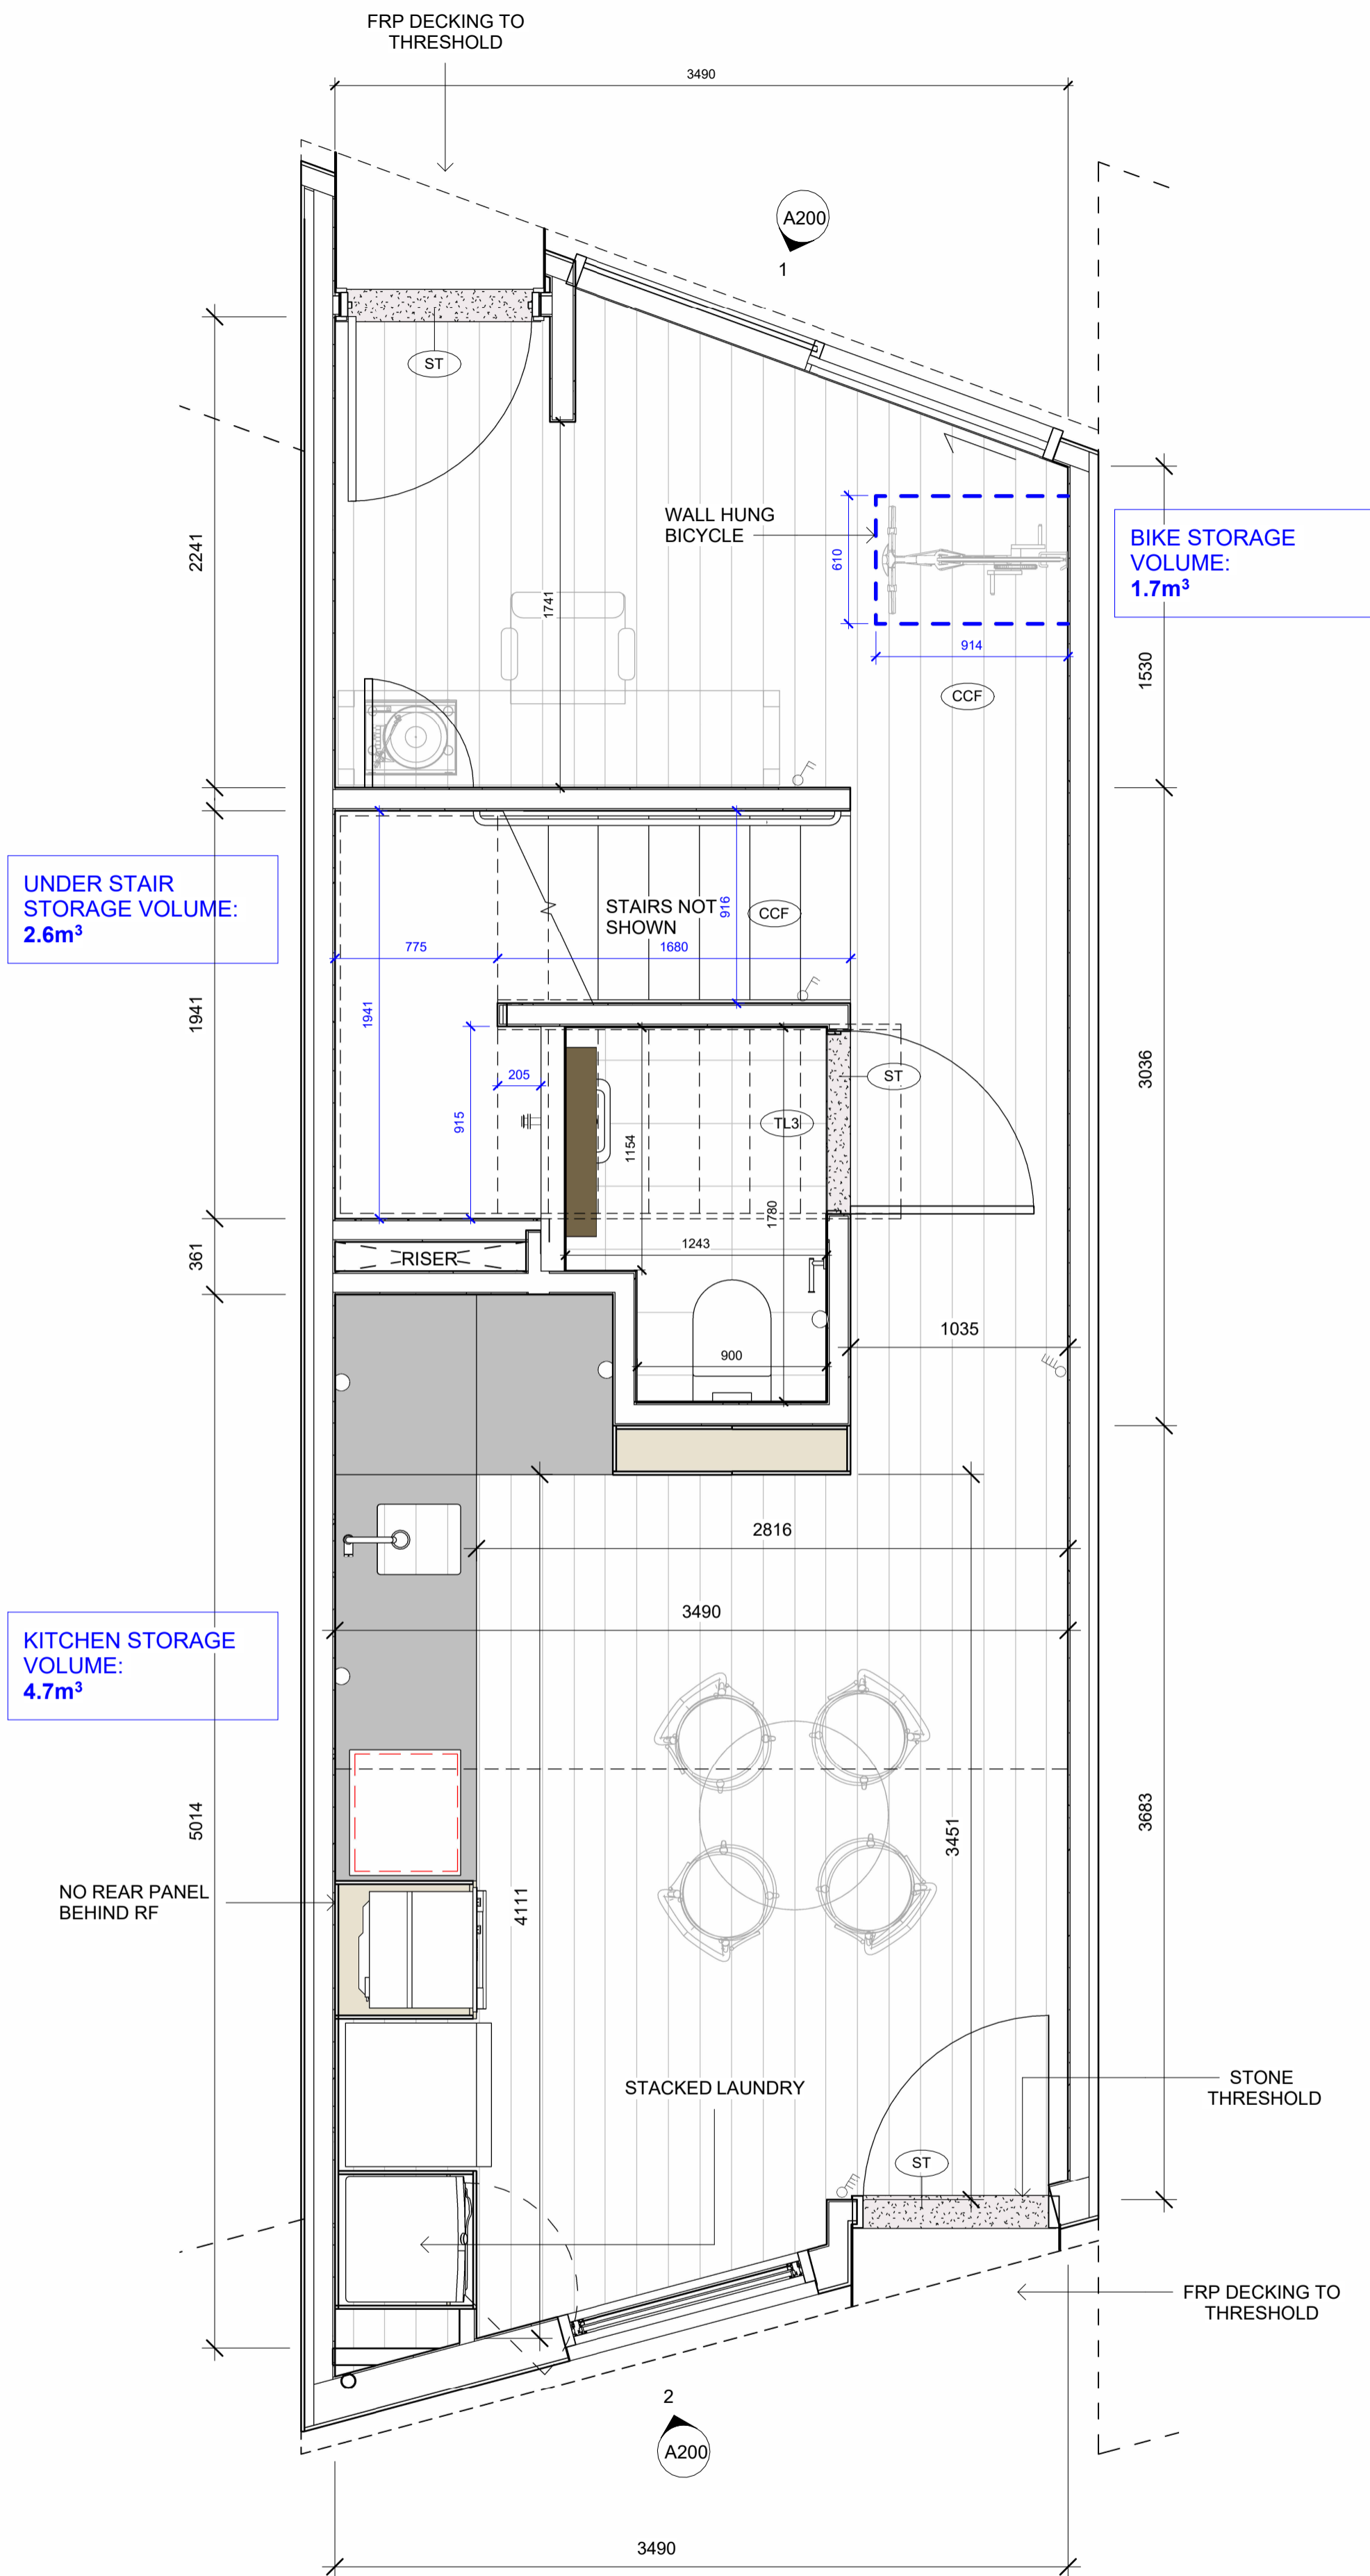 FRP DECKING TO
THRESHOLD
3490
A200
1
ST
WALL HUNG
BICYCLE
610
BIKE STORAGE
VOLUME:
1.7m³
2241
1741
914
1530
CCF
UNDER STAIR
STORAGE VOLUME:
2.6m³
STAIRS NOT
SHOWN
916
CCF
775
1680
1941
1941
3036
205
ST
915
TL3
1154
1780
1243
361
RISER
1035
900
2816
3490
KITCHEN STORAGE
VOLUME:
4.7m³
5014
3451
3683
NO REAR PANEL
BEHIND RF
4111
STACKED LAUNDRY
STONE
THRESHOLD
ST
FRP DECKING TO
THRESHOLD
2
A200
3490